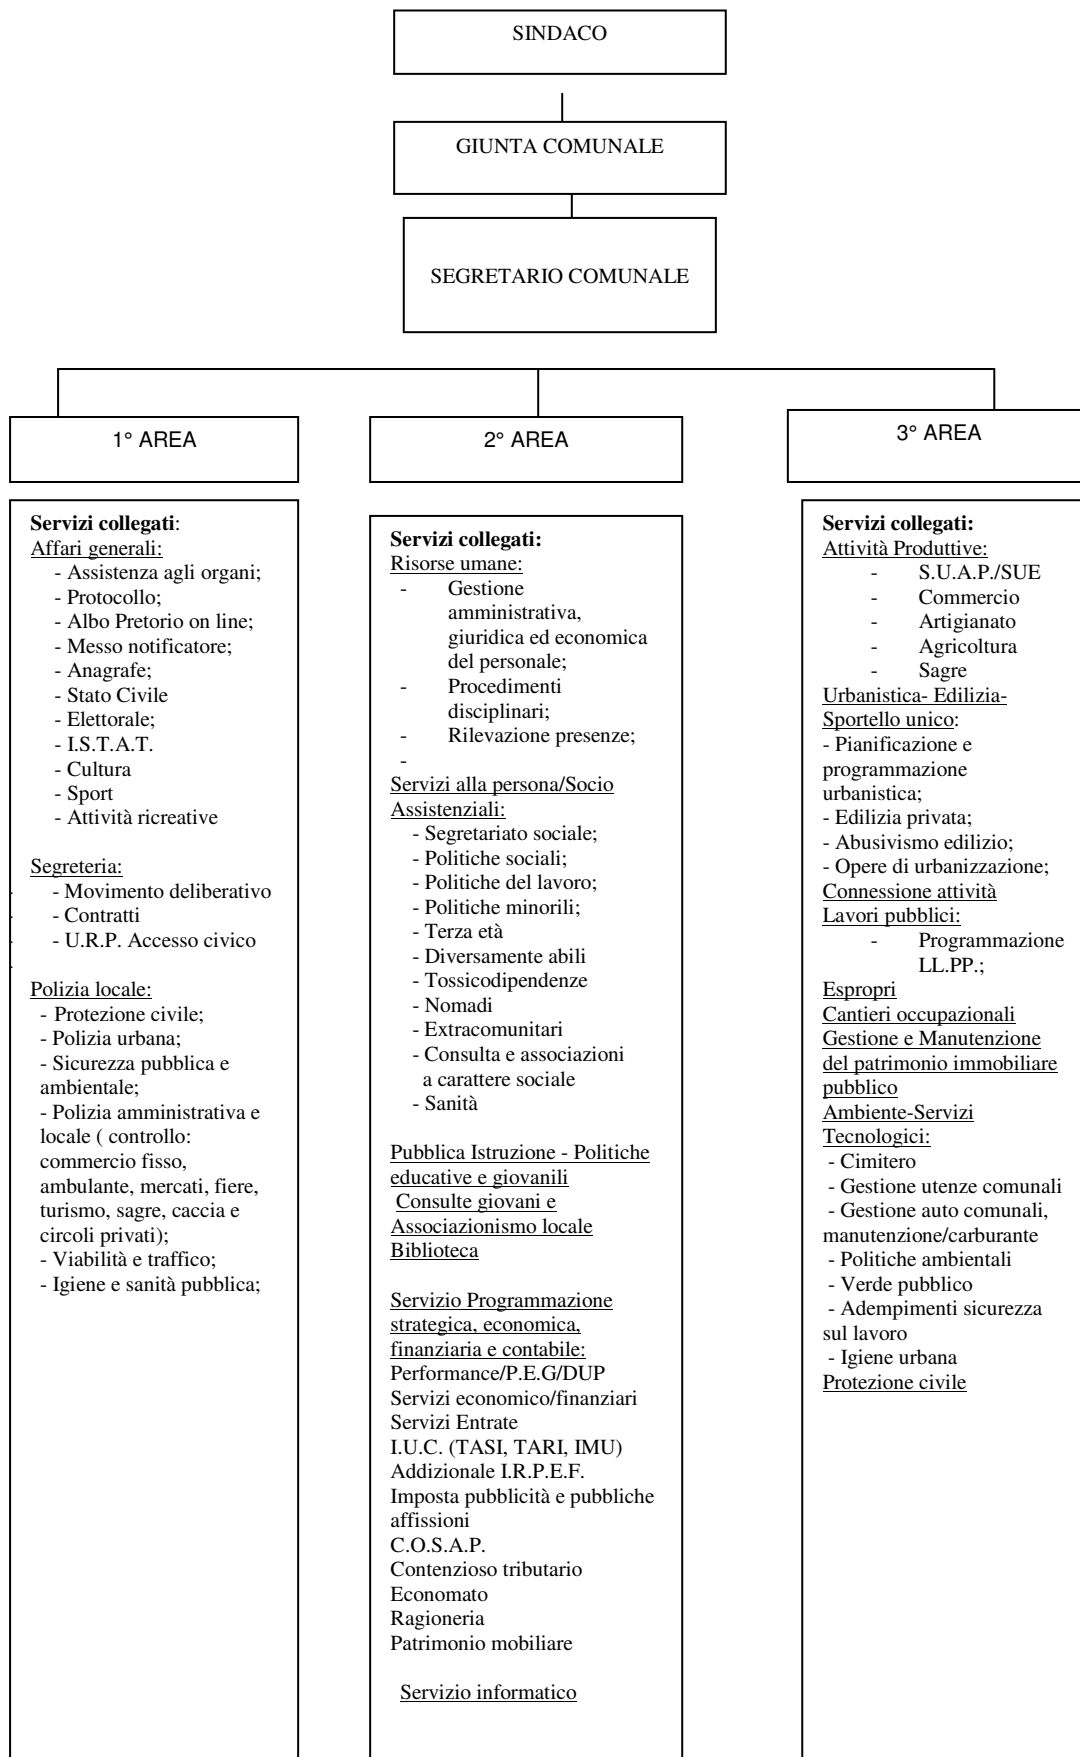 SINDACO
GIUNTA COMUNALE
SEGRETARIO COMUNALE
1° AREA
2° AREA
3° AREA
Servizi collegati:
Affari generali:
- Assistenza agli organi;
- Protocollo;
- Albo Pretorio on line;
- Messo notificatore;
- Anagrafe;
- Stato Civile
- Elettorale;
- I.S.T.A.T.
- Cultura
- Sport
- Attività ricreative
Segreteria:
- Movimento deliberativo
- Contratti
- U.R.P. Accesso civico
Polizia locale:
- Protezione civile;
- Polizia urbana;
- Sicurezza pubblica e
ambientale;
- Polizia amministrativa e
locale ( controllo:
commercio fisso,
ambulante, mercati, fiere,
turismo, sagre, caccia e
circoli privati);
- Viabilità e traffico;
- Igiene e sanità pubblica;
Servizi collegati:
Risorse umane:
- Gestione
amministrativa,
giuridica ed economica
del personale;
- Procedimenti
disciplinari;
- Rilevazione presenze;
-
Servizi alla persona/Socio
Assistenziali:
- Segretariato sociale;
- Politiche sociali;
- Politiche del lavoro;
- Politiche minorili;
- Terza età
- Diversamente abili
- Tossicodipendenze
- Nomadi
- Extracomunitari
- Consulta e associazioni
a carattere sociale
- Sanità
Pubblica Istruzione - Politiche
educative e giovanili
Consulte giovani e
Associazionismo locale
Biblioteca
Servizio Programmazione
strategica, economica,
finanziaria e contabile:
Performance/P.E.G/DUP
Servizi economico/finanziari
Servizi Entrate
I.U.C. (TASI, TARI, IMU)
Addizionale I.R.P.E.F.
Imposta pubblicità e pubbliche
affissioni
C.O.S.A.P.
Contenzioso tributario
Economato
Ragioneria
Patrimonio mobiliare
Servizio informatico
Servizi collegati:
Attività Produttive:
- S.U.A.P./SUE
- Commercio
- Artigianato
- Agricoltura
- Sagre
Urbanistica- Edilizia-
Sportello unico:
- Pianificazione e
programmazione
urbanistica;
- Edilizia privata;
- Abusivismo edilizio;
- Opere di urbanizzazione;
Connessione attività
Lavori pubblici:
- Programmazione
LL.PP.;
Espropri
Cantieri occupazionali
Gestione e Manutenzione
del patrimonio immobiliare
pubblico
Ambiente-Servizi
Tecnologici:
- Cimitero
- Gestione utenze comunali
- Gestione auto comunali,
manutenzione/carburante
- Politiche ambientali
- Verde pubblico
- Adempimenti sicurezza
sul lavoro
- Igiene urbana
Protezione civile